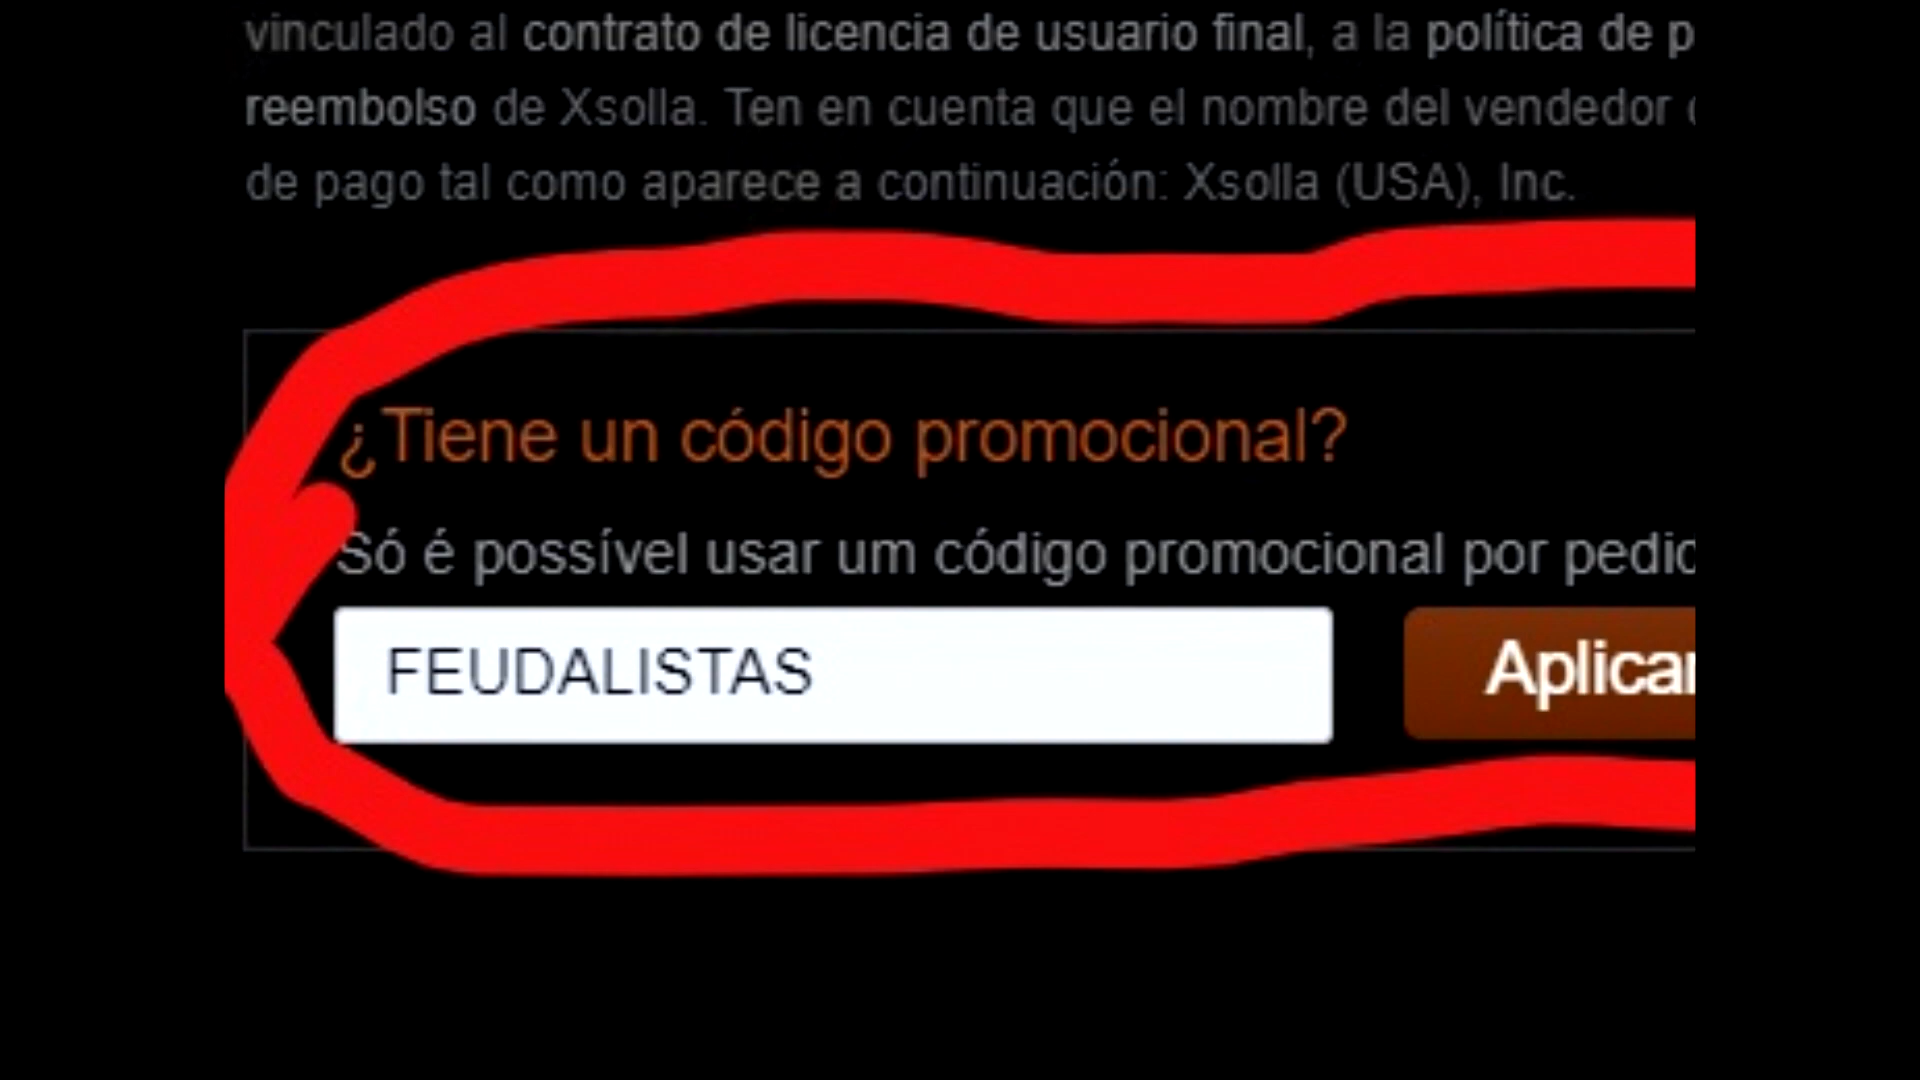 vinculado al contrato de licencia de usuario final, a la política de p
reembolso de Xsolla. Ten en cuenta que el nombre del vendedor
de pago tal como aparece a continuación: Xsolla (USA), Inc.
¿Tiene un código promocional?
Só é possível usar um código promocional por pedid
FEUDALISTAS
Aplicar